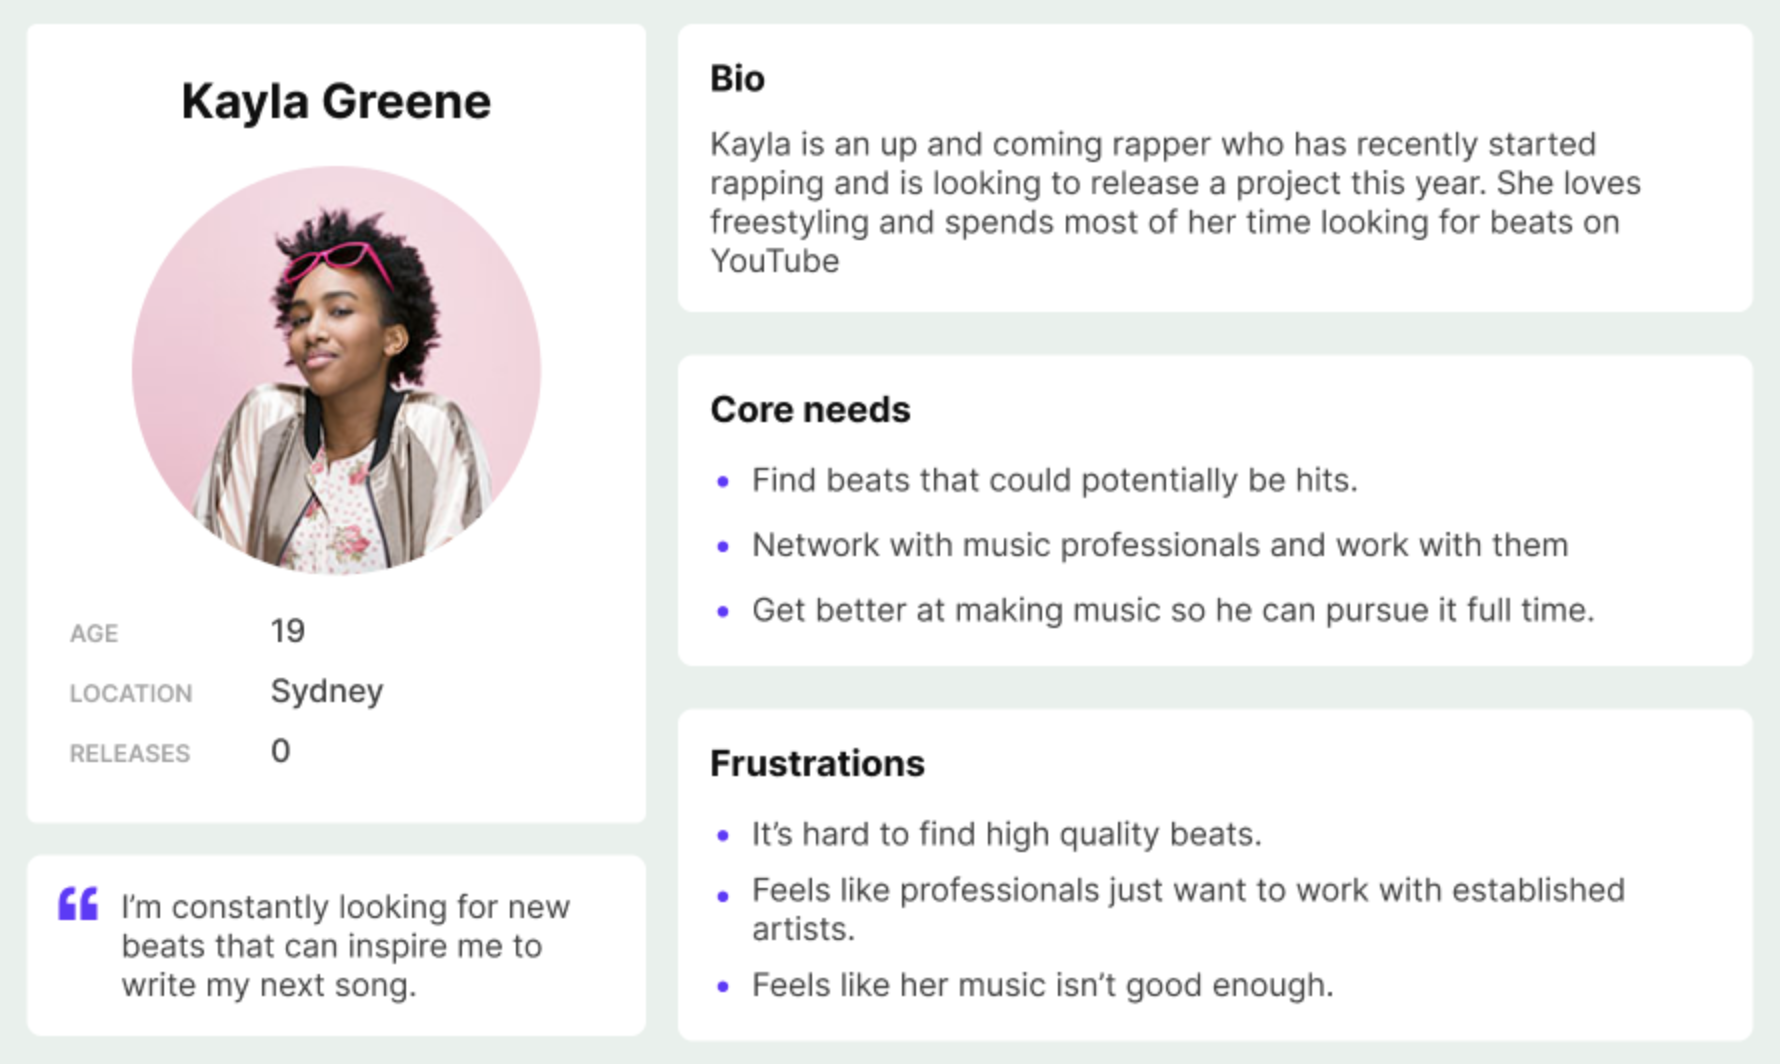 Kayla Greene
AGE 19
LOCATION Sydney
RELEASES 0
I’m constantly looking for new
beats that can inspire me to
write my next song.
Bio
Kayla is an up and coming rapper who has recently started
rapping and is looking to release a project this year. She loves
freestyling and spends most of her time looking for beats on
YouTube
Core needs
• Find beats that could potentially be hits.
• Network with music professionals and work with them
• Get better at making music so he can pursue it full time.
Frustrations
• It’s hard to find high quality beats.
• Feels like professionals just want to work with established
artists.
• Feels like her music isn’t good enough.